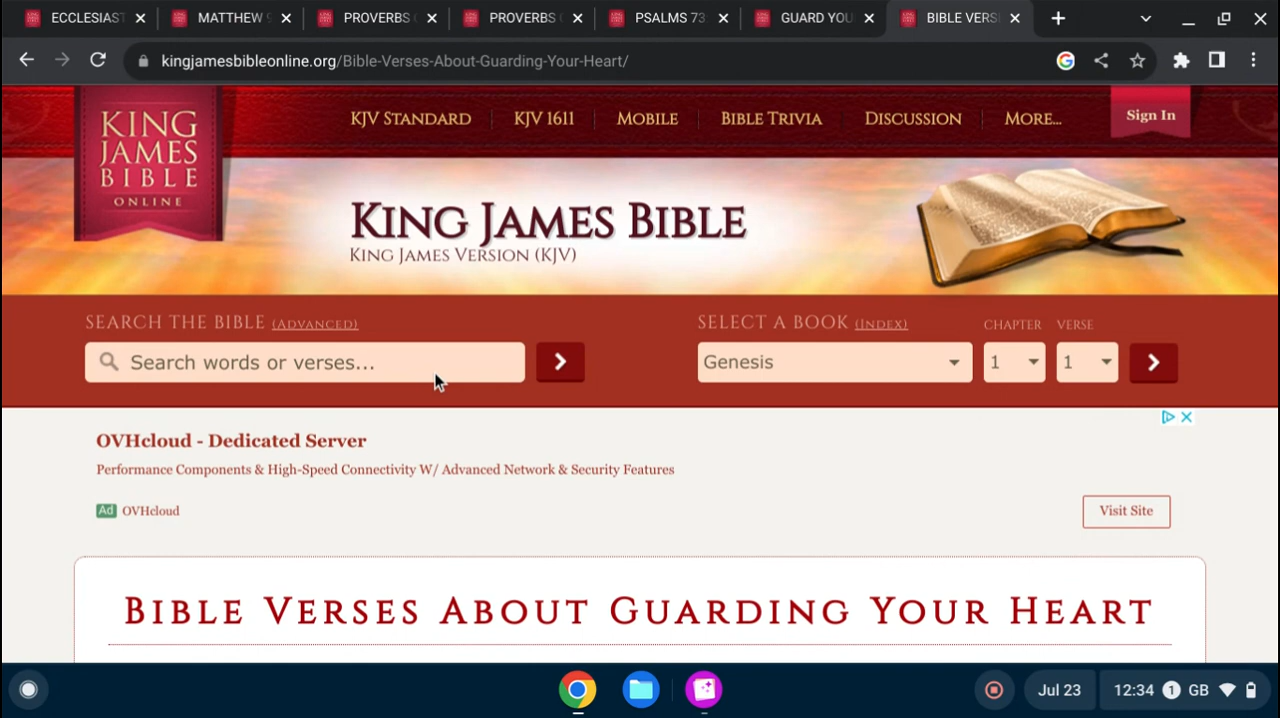 ECCLESIAST
MATTHEW 9
PROVERBS
PROVERBS
PSALMS 73
GUARD YOU
BIBLE VERS
kingjamesbibleonline.org/Bible-Verses-About-Guarding-Your-Heart/
KING JAMES BIBLE ONLINE
KJV STANDARD
KJV 1611
MOBILE
BIBLE TRIVIA
DISCUSSION
MORE...
Sign In
KING JAMES BIBLE
KING JAMES VERSION (KJV)
SEARCH THE BIBLE (ADVANCED)
SELECT A BOOK (INDEX)
CHAPTER
VERSE
Search words or verses...
Genesis
1
1
OVHcloud - Dedicated Server
Performance Components & High-Speed Connectivity W/ Advanced Network & Security Features
Ad OVHcloud
Visit Site
BIBLE VERSES ABOUT GUARDING YOUR HEART
Jul 23
12:34
1
GB